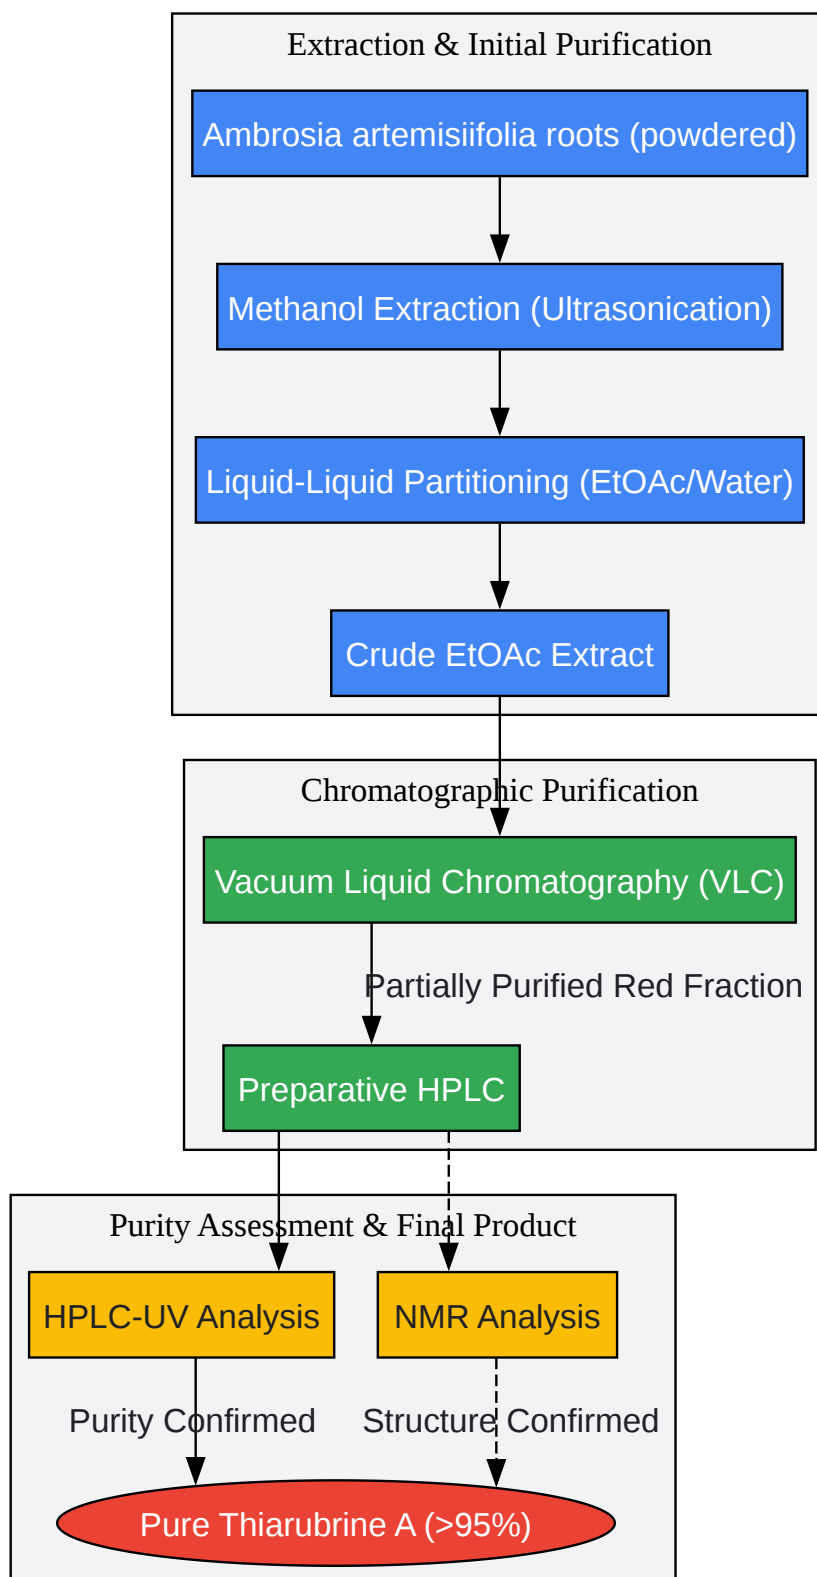 Extraction & Initial Purification
Ambrosia artemisiifolia roots (powdered)
Methanol Extraction (Ultrasonication)
Liquid-Liquid Partitioning (EtOAc/Water)
Crude EtOAc Extract
Chromatographic Purification
Vacuum Liquid Chromatography (VLC)
Partially Purified Red Fraction
Preparative HPLC
Purity Assessment & Final Product
HPLC-UV Analysis
NMR Analysis
Purity Confirmed
Structure Confirmed
Pure Thiarubrine A (>95%)